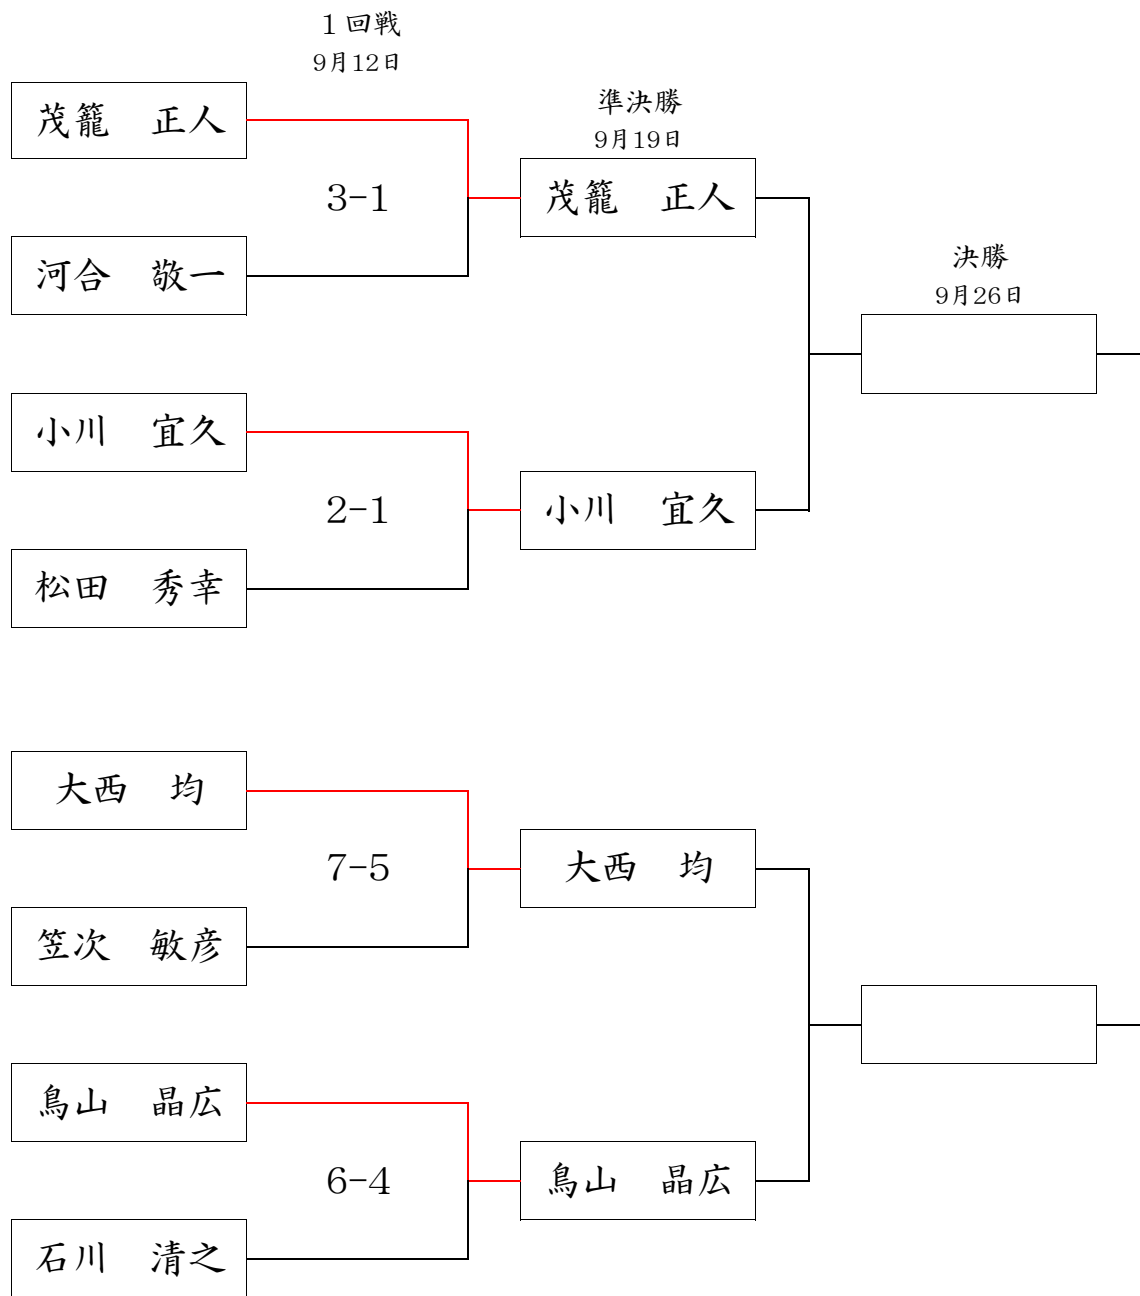 １回戦
9月12日
茂籠　正人
3-1
河合　敬一
小川　宜久
2-1
松田　秀幸
大西　均
7-5
笠次　敏彦
鳥山　晶広
6-4
石川　清之
準決勝
9月19日
茂籠　正人
小川　宜久
大西　均
鳥山　晶広
決勝
9月26日